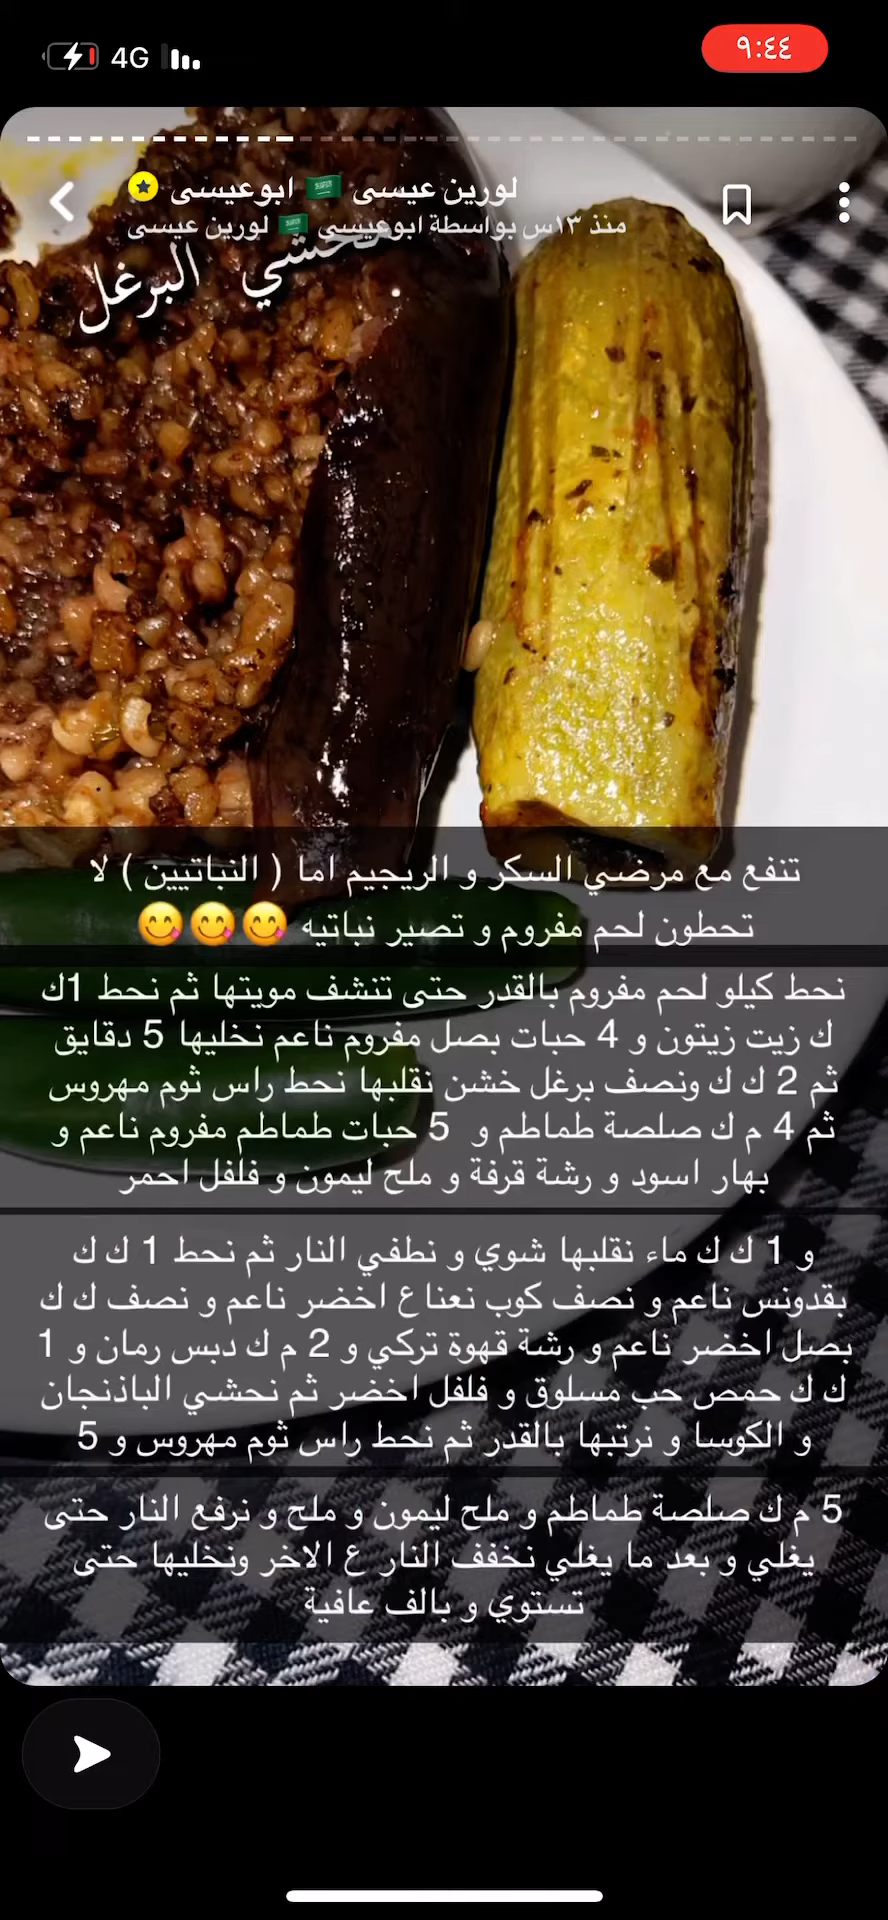 4G
٩:٤٤
لورين عيسى 🇸🇦 ابوعيسى
منذ ١٣س بواسطة ابوعيسى 🇸🇦 لورين عيسى
محشي البرغل
تنفع مع مرضي السكر و الريجيم اما ( النباتيين ) لا
تحطون لحم مفروم و تصير نباتيه 😋😋😋
نحط كيلو لحم مفروم بالقدر حتى تنشف مويتها ثم نحط 1ك
ك زيت زيتون و 4 حبات بصل مفروم ناعم نخليها 5 دقايق
ثم 2 ك ك ونصف برغل خشن نقلبها نحط راس ثوم مهروس
ثم 4 م ك صلصة طماطم و 5 حبات طماطم مفروم ناعم و
بهار اسود و رشة قرفة و ملح ليمون و فلفل احمر
و 1 ك ك ماء نقلبها شوي و نطفي النار ثم نحط 1 ك ك
بقدونس ناعم و نصف كوب نعناع اخضر ناعم و نصف ك ك
بصل اخضر ناعم و رشة قهوة تركي و 2 م ك دبس رمان و 1
ك ك حمص حب مسلوق و فلفل اخضر ثم نحشي الباذنجان
و الكوسا و نرتبها بالقدر ثم نحط راس ثوم مهروس و 5
5 م ك صلصة طماطم و ملح ليمون و ملح و نرفع النار حتى
يغلي و بعد ما يغلي نخفف النار ع الاخر ونخليها حتى
تستوي و بالف عافية